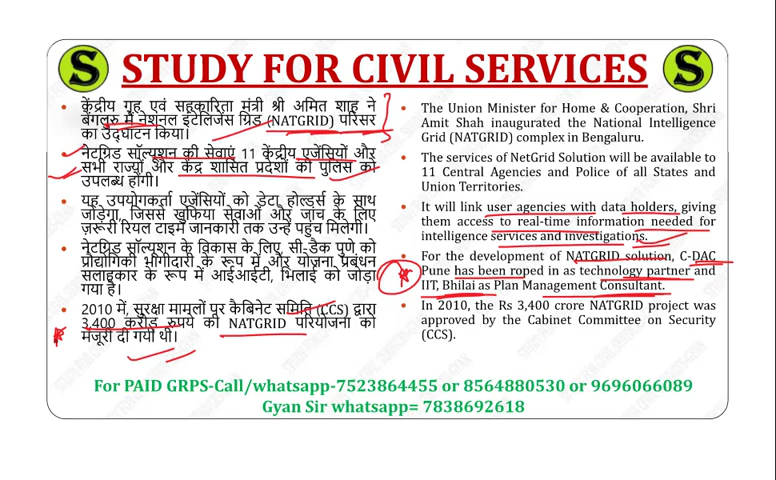 S STUDY FOR CIVIL SERVICES S
• केंद्रीय गृह एवं सहकारिता मंत्री श्री अमित शाह ने
बेंगलुरु में नेशनल इंटेलिजेंस ग्रिड (NATGRID) परिसर
का उद्घाटन किया।
• नेटग्रिड सॉल्यूशन की सेवाएं 11 केंद्रीय एजेंसियों और
सभी राज्यों और केंद्र शासित प्रदेशों की पुलिस को
उपलब्ध होंगी।
• यह उपयोगकर्ता एजेंसियों को डेटा होल्डर्स के साथ
जोड़ेगा, जिससे खुफिया सेवाओं और जांच के लिए
ज़रूरी रियल टाइम जानकारी तक उन्हें पहुंच मिलेगी।
• नेटग्रिड सॉल्यूशन के विकास के लिए, सी-डैक पुणे को
प्रौद्योगिकी भागीदारी के रूप में और योजना प्रबंधन
सलाहकार के रूप में आईआईटी, भिलाई को जोड़ा
गया है।
• 2010 में, सुरक्षा मामलों पर कैबिनेट समिति (CCS) द्वारा
3,400 करोड़ रुपये की NATGRID परियोजना को
मंजूरी दी गयी थी।
• The Union Minister for Home & Cooperation, Shri
Amit Shah inaugurated the National Intelligence
Grid (NATGRID) complex in Bengaluru.
• The services of NetGrid Solution will be available to
11 Central Agencies and Police of all States and
Union Territories.
• It will link user agencies with data holders, giving
them access to real-time information needed for
intelligence services and investigations.
• For the development of NATGRID solution, C-DAC
Pune has been roped in as technology partner and
IIT, Bhilai as Plan Management Consultant.
• In 2010, the Rs 3,400 crore NATGRID project was
approved by the Cabinet Committee on Security
(CCS).
For PAID GRPS-Call/whatsapp-7523864455 or 8564880530 or 9696066089
Gyan Sir whatsapp= 7838692618